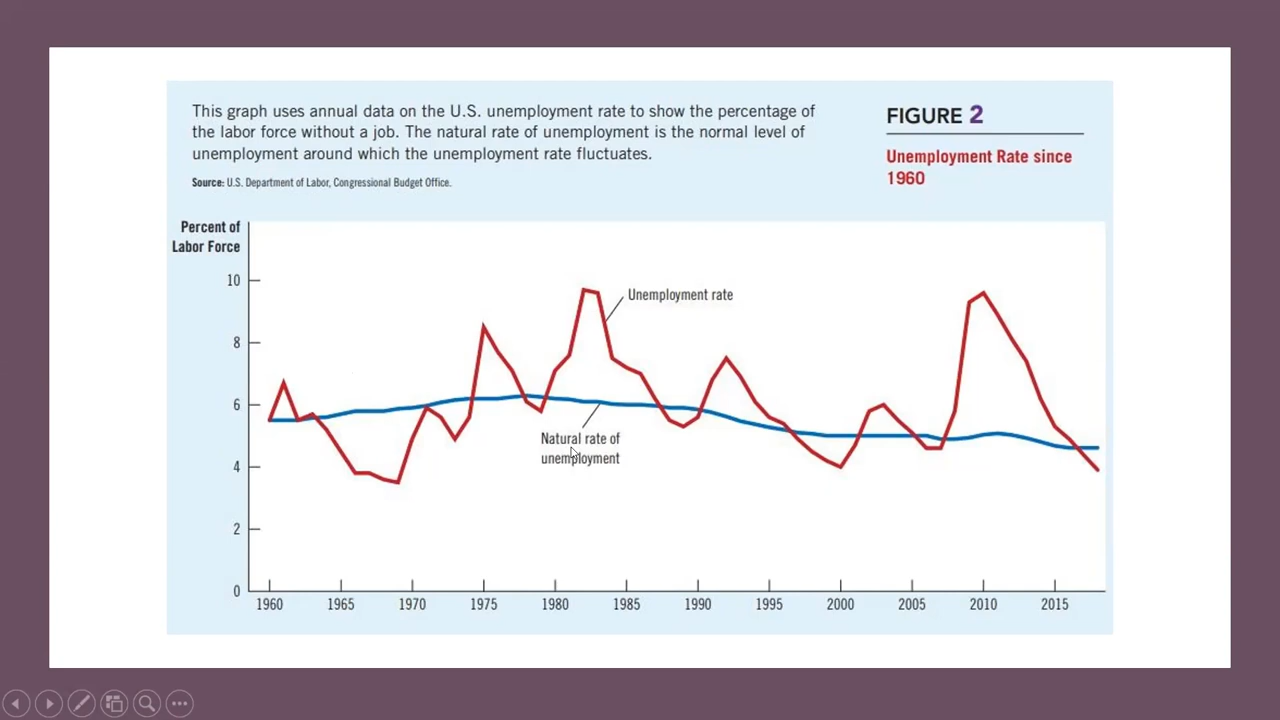 This graph uses annual data on the U.S. unemployment rate to show the percentage of
the labor force without a job. The natural rate of unemployment is the normal level of
unemployment around which the unemployment rate fluctuates.
Source: U.S. Department of Labor, Congressional Budget Office.
FIGURE 2
Unemployment Rate since
1960
Percent of
Labor Force
10
8
6
4
2
0
Unemployment rate
Natural rate of
unemployment
1960 1965 1970 1975 1980 1985 1990 1995 2000 2005 2010 2015